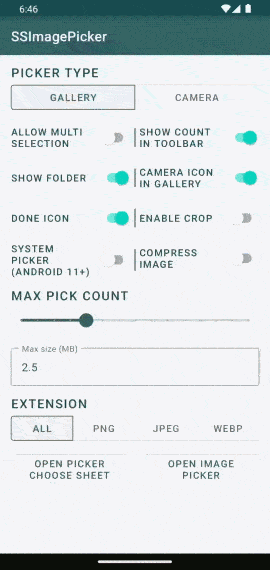 6:46
SSImagePicker
PICKER TYPE
GALLERY
CAMERA
ALLOW MULTI
SELECTION
SHOW COUNT
IN TOOLBAR
SHOW FOLDER
CAMERA ICON
IN GALLERY
DONE ICON
ENABLE CROP
SYSTEM
PICKER
(ANDROID 11+)
COMPRESS
IMAGE
MAX PICK COUNT
Max size (MB)
2.5
EXTENSION
ALL
PNG
JPEG
WEBP
OPEN PICKER
CHOOSE SHEET
OPEN IMAGE
PICKER